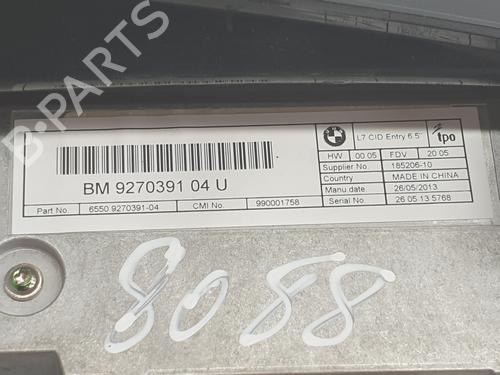 B-PARTS
BM 9270391 04 U
Part No. 6550 9270391-04 CMI No. 990001758
L7 CID Entry 6.5" ipo
HW 00 05 FDV 20 05
Supplier No. 185206-10
Country MADE IN CHINA
Manu.date 26/05/2013
Serial No. 26 05 13 5768
8088